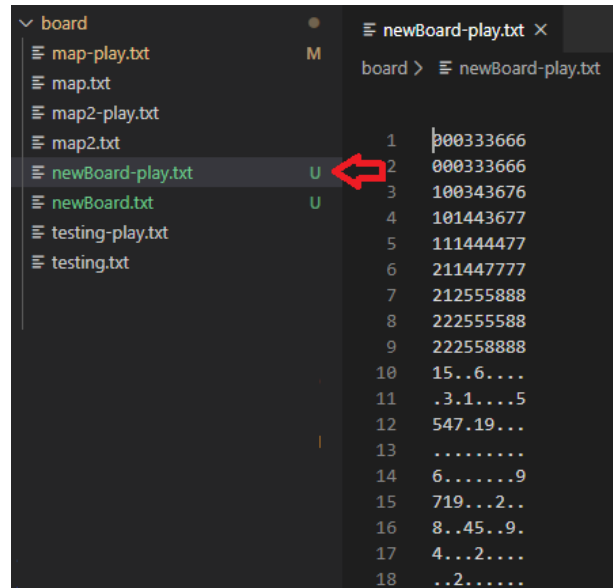 board
map-play.txt M
map.txt
map2-play.txt
map2.txt
newBoard-play.txt U
newBoard.txt U
testing-play.txt
testing.txt
newBoard-play.txt ×
board > newBoard-play.txt
1 000333666
2 000333666
3 100343676
4 101443677
5 111444477
6 211447777
7 212555888
8 222555588
9 222558888
10 15..6....
11 .3.1....5
12 547.19...
13 .........
14 6.......9
15 719...2..
16 8..45..9.
17 4...2....
18 ..2......